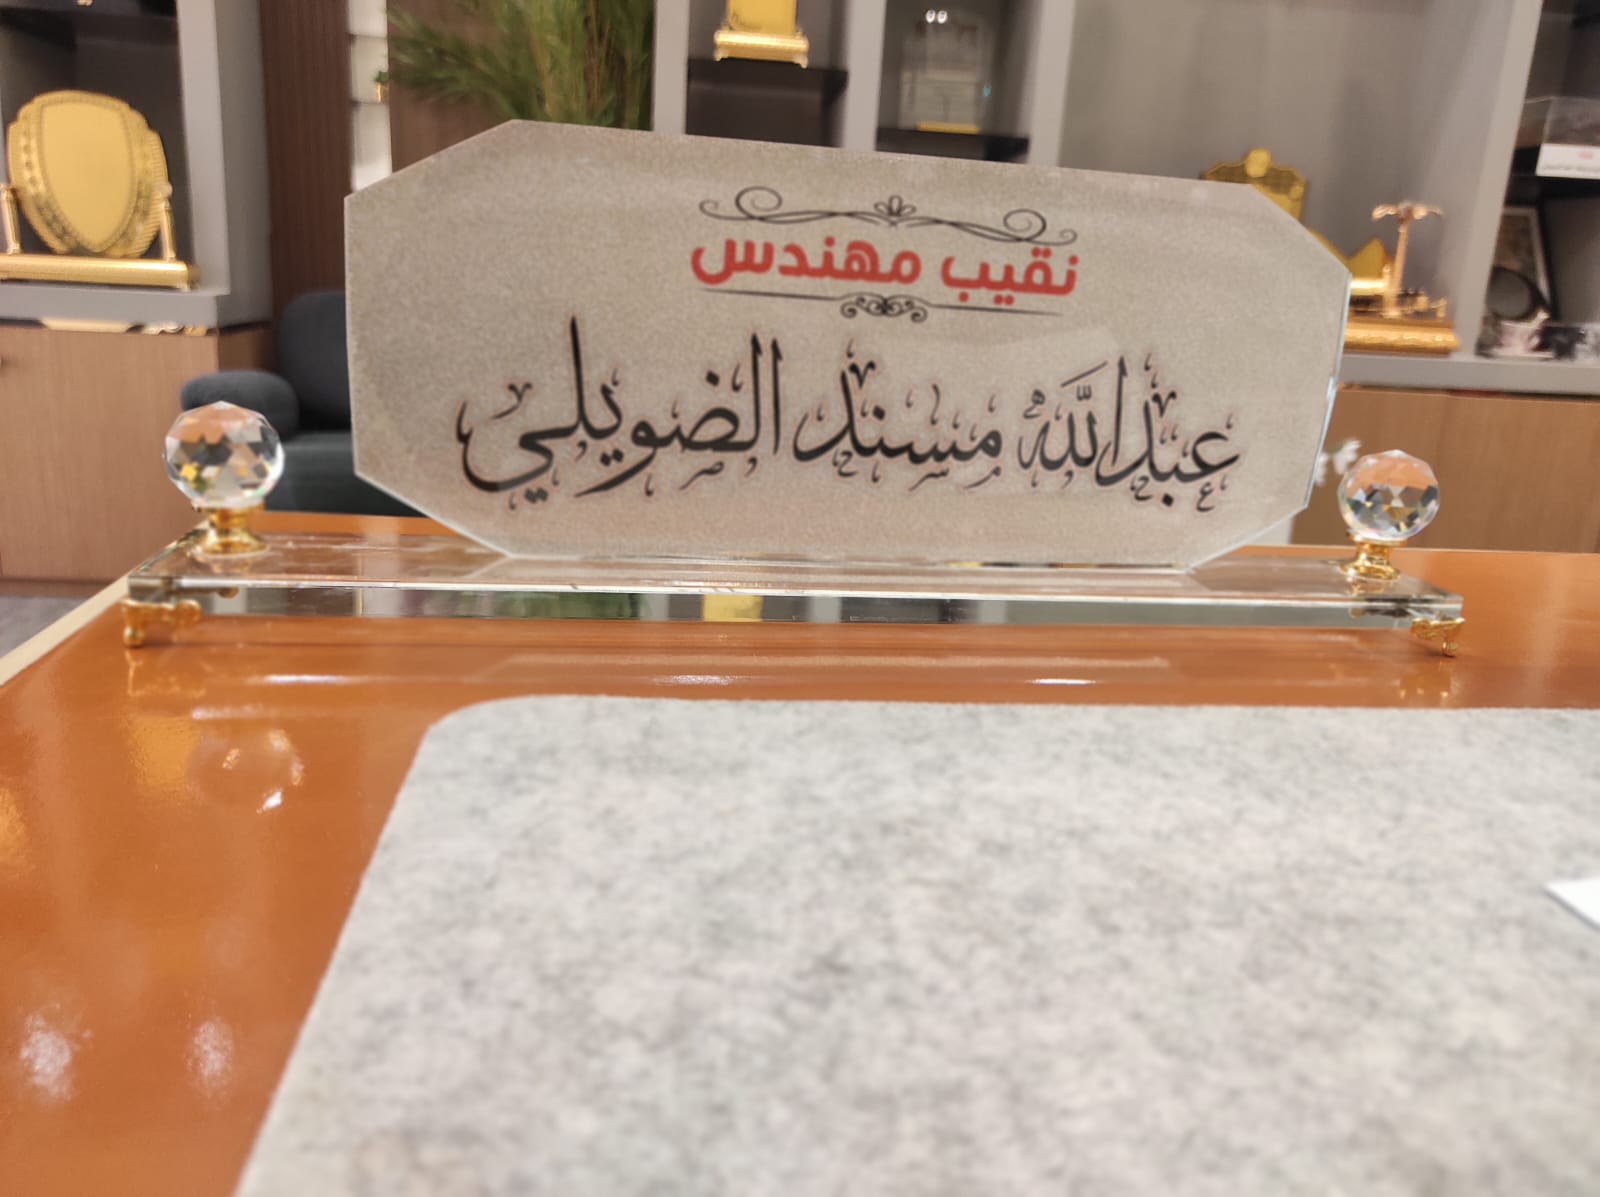 نقيب مهندس
عبدالله مسند الضويلي